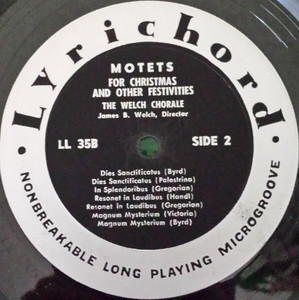 Lyrichord
MOTETS
FOR CHRISTMAS
AND OTHER FESTIVITIES
THE WELCH CHORALE
James B. Welch, Director
LL 35B
SIDE 2
Dies Sanctificatus (Byrd)
Dies Sanctificatus (Palestrina)
In Splendoribus (Gregorian)
Resonet in Laudibus (Handl)
Resonet in Laudibus (Gregorian)
Magnum Mysterium (Victoria)
Magnum Mysterium (Byrd)
NONBREAKABLE LONG PLAYING MICROGROOVE